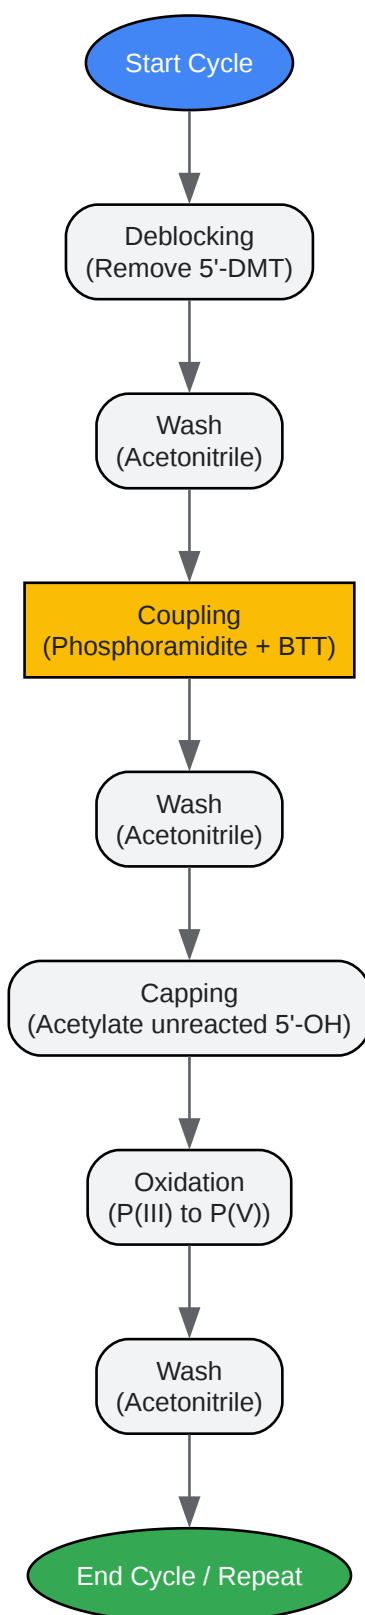 Start Cycle
Deblocking
(Remove 5'-DMT)
Wash
(Acetonitrile)
Coupling
(Phosphoramidite + BTT)
Wash
(Acetonitrile)
Capping
(Acetylate unreacted 5'-OH)
Oxidation
(P(III) to P(V))
Wash
(Acetonitrile)
End Cycle / Repeat